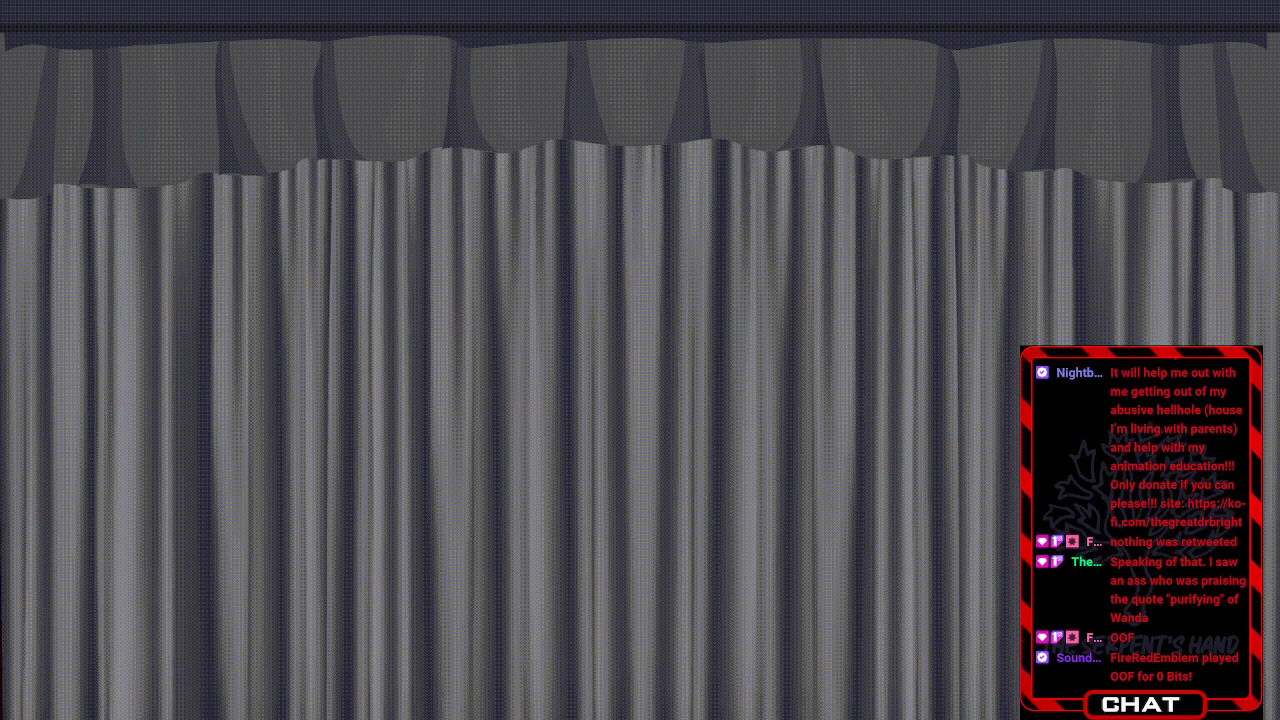 Nightb... It will help me out with
me getting out of my
abusive hellhole (house
I'm living with parents)
and help with my
animation education!!!
Only donate if you can
please!!! site: https://ko-
fi.com/thegreatdrbright
F... nothing was retweeted
The... Speaking of that. I saw
an ass who was praising
the quote "purifying" of
Wanda
F... OOF
THE SERPENT'S HAND
Sound... FireRedEmblem played
OOF for 0 Bits!
CHAT